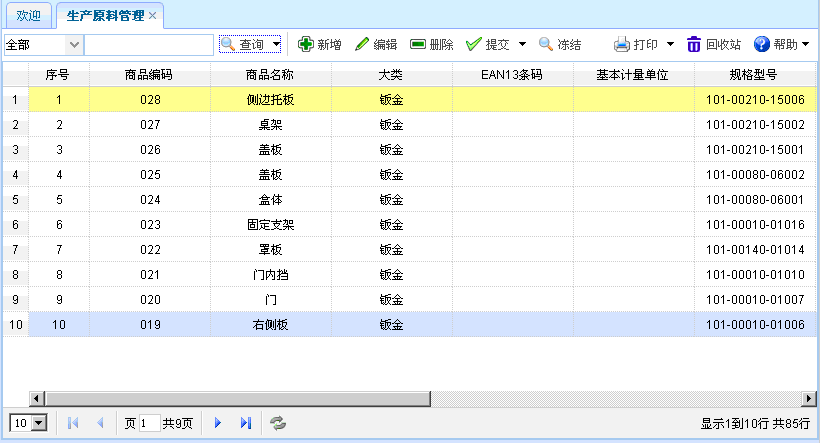 欢迎 生产原料管理
全部 查询 新增 编辑 删除 提交 冻结 打印 回收站 帮助
序号 商品编码 商品名称 大类 EAN13条码 基本计量单位 规格型号
1 1 028 侧边托板 钣金 101-00210-15006
2 2 027 桌架 钣金 101-00210-15002
3 3 026 盖板 钣金 101-00210-15001
4 4 025 盖板 钣金 101-00080-06002
5 5 024 盒体 钣金 101-00080-06001
6 6 023 固定支架 钣金 101-00010-01016
7 7 022 罩板 钣金 101-00140-01014
8 8 021 门内挡 钣金 101-00010-01010
9 9 020 门 钣金 101-00010-01007
10 10 019 右侧板 钣金 101-00010-01006
10 页 1 共9页 显示1到10行 共85行